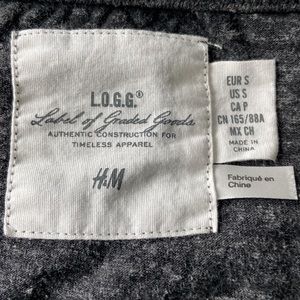 L.O.G.G.®
Label of Graded Goods
AUTHENTIC CONSTRUCTION FOR
TIMELESS APPAREL
H&M
EUR S
US S
CA P
CN 165/88A
MX CH
MADE IN
CHINA
Fabriqué en
Chine